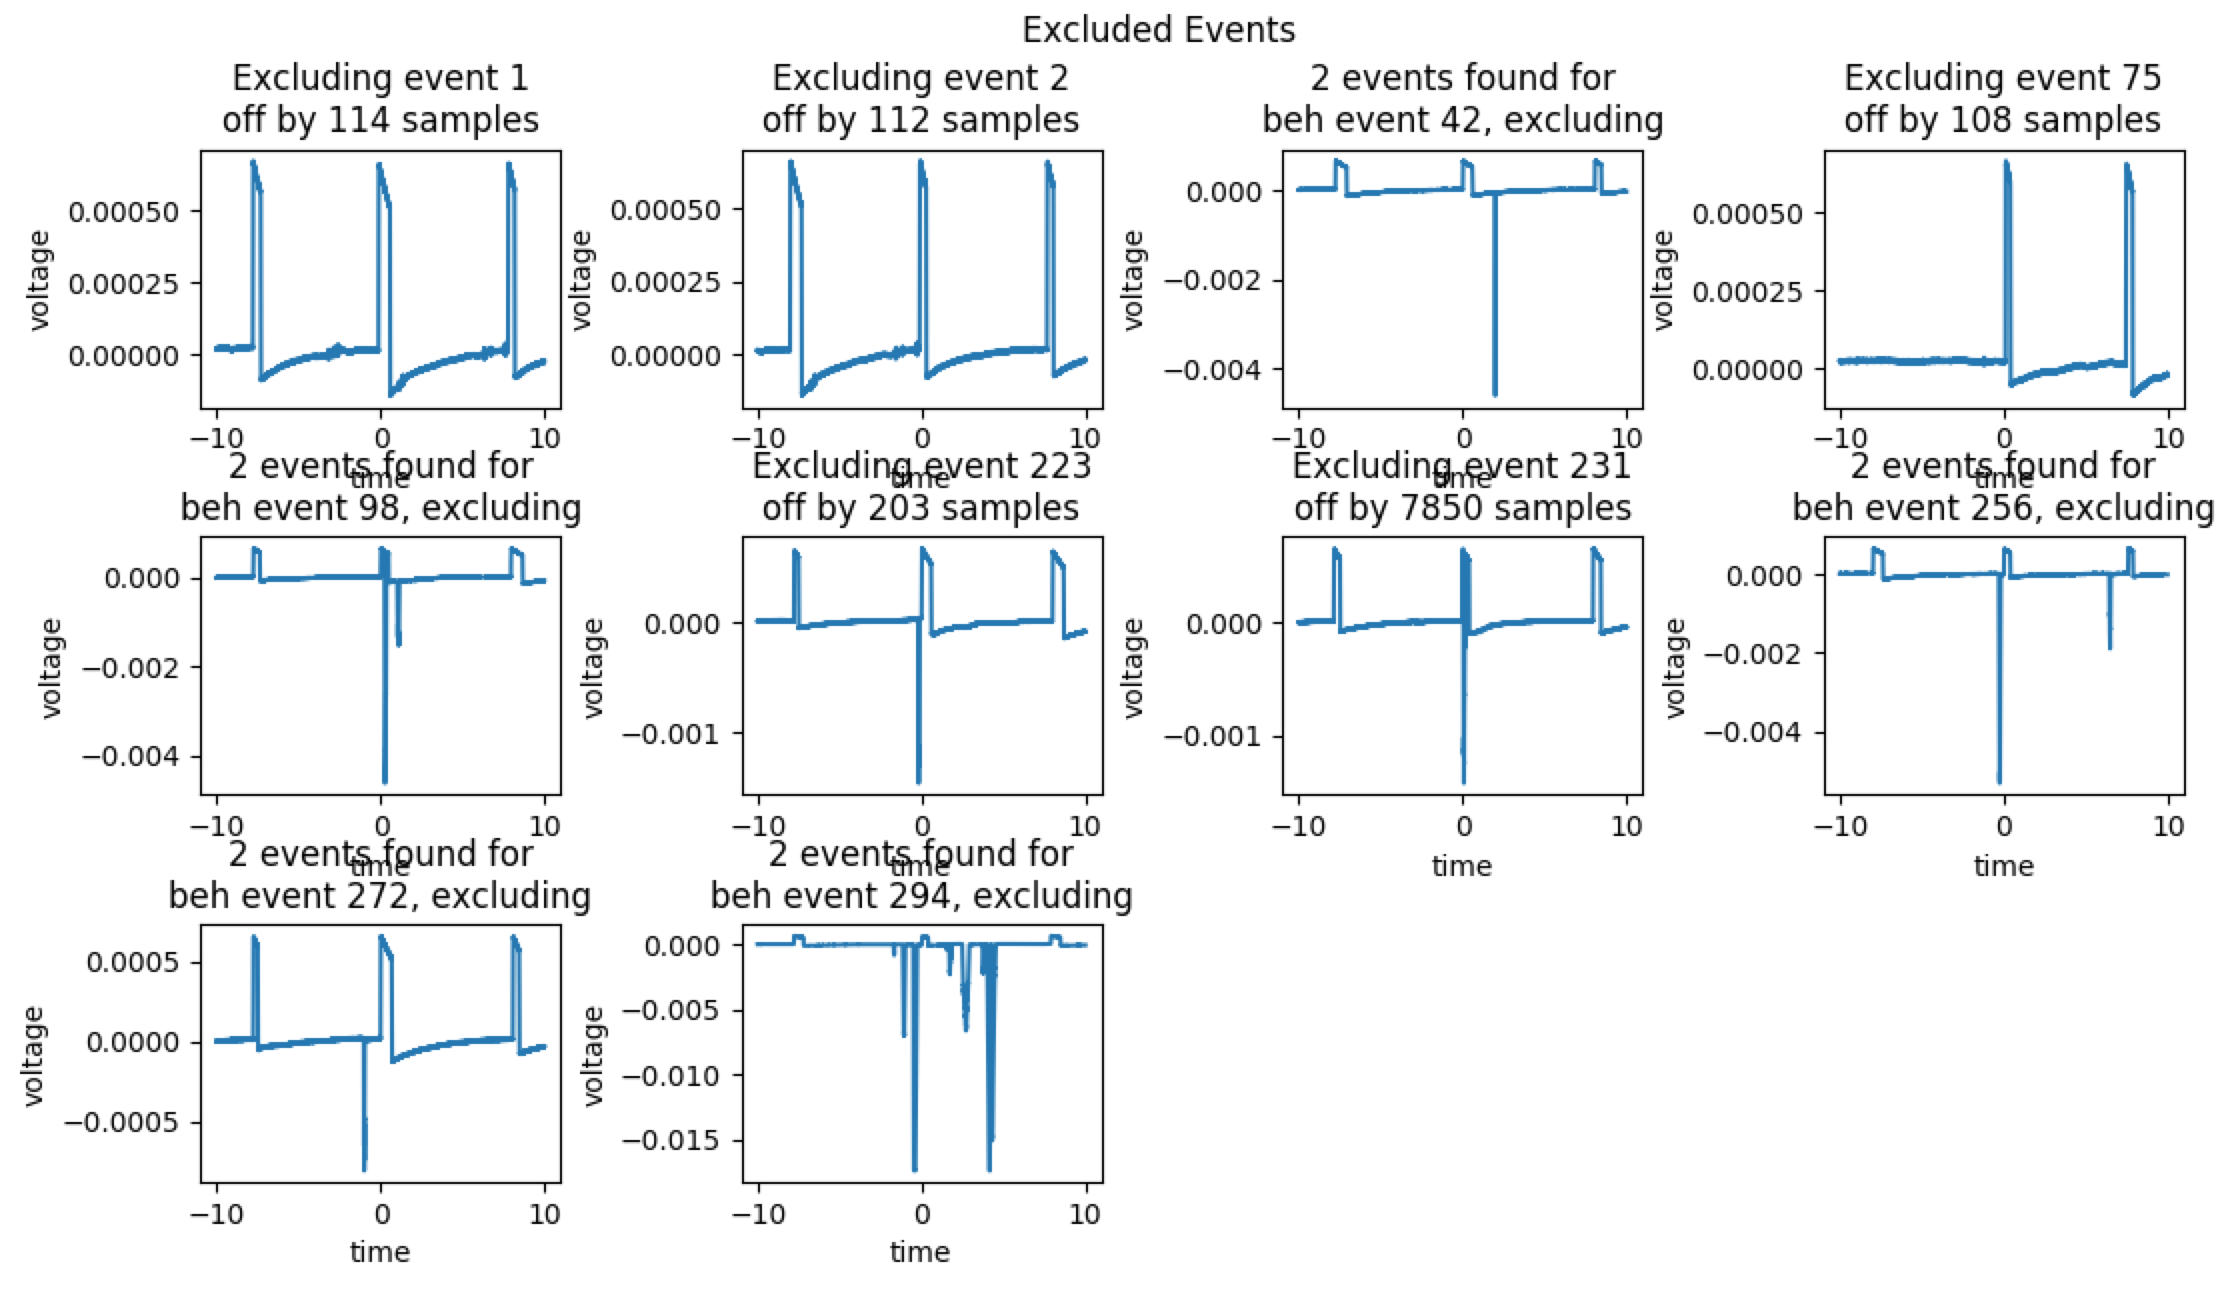 Excluded Events
Excluding event 1
off by 114 samples
0.00050
0.00025
0.00000
voltage
−10 0 10
time
Excluding event 2
off by 112 samples
0.00050
0.00025
0.00000
voltage
−10 0 10
time
2 events found for
beh event 42, excluding
0.000
−0.002
−0.004
voltage
−10 0 10
time
Excluding event 75
off by 108 samples
0.00050
0.00025
0.00000
voltage
−10 0 10
time
2 events found for
beh event 98, excluding
0.000
−0.002
−0.004
voltage
−10 0 10
time
Excluding event 223
off by 203 samples
0.000
−0.001
voltage
−10 0 10
time
Excluding event 231
off by 7850 samples
0.000
−0.001
voltage
−10 0 10
time
2 events found for
beh event 256, excluding
0.000
−0.002
−0.004
voltage
−10 0 10
time
2 events found for
beh event 272, excluding
0.0005
0.0000
−0.0005
voltage
−10 0 10
time
2 events found for
beh event 294, excluding
0.000
−0.005
−0.010
−0.015
voltage
−10 0 10
time